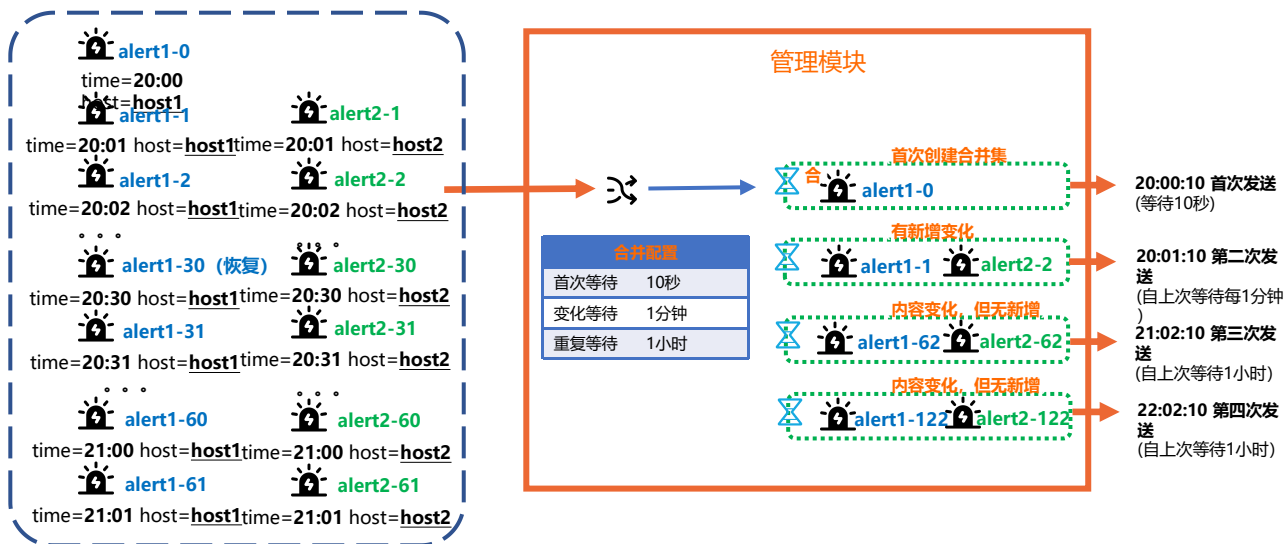 alert1-0
time=20:00
host=host1
alert1-1
alert2-1
time=20:01 host=host1
time=20:01 host=host2
alert1-2
alert2-2
time=20:02 host=host1
time=20:02 host=host2
。。。
。。。
alert1-30（恢复）
alert2-30
time=20:30 host=host1
time=20:30 host=host2
alert1-31
alert2-31
time=20:31 host=host1
time=20:31 host=host2
。。。
。。。
alert1-60
alert2-60
time=21:00 host=host1
time=21:00 host=host2
alert1-61
alert2-61
time=21:01 host=host1
time=21:01 host=host2
管理模块
合并配置
首次等待 10秒
变化等待 1分钟
重复等待 1小时
首次创建合并集
合
alert1-0
有新增变化
alert1-1
alert2-2
内容变化，但无新增
alert1-62
alert2-62
内容变化，但无新增
alert1-122
alert2-122
20:00:10 首次发送
(等待10秒)
20:01:10 第二次发
送
(自上次等待每1分钟
)
21:02:10 第三次发
送
(自上次等待1小时)
22:02:10 第四次发
送
(自上次等待1小时)